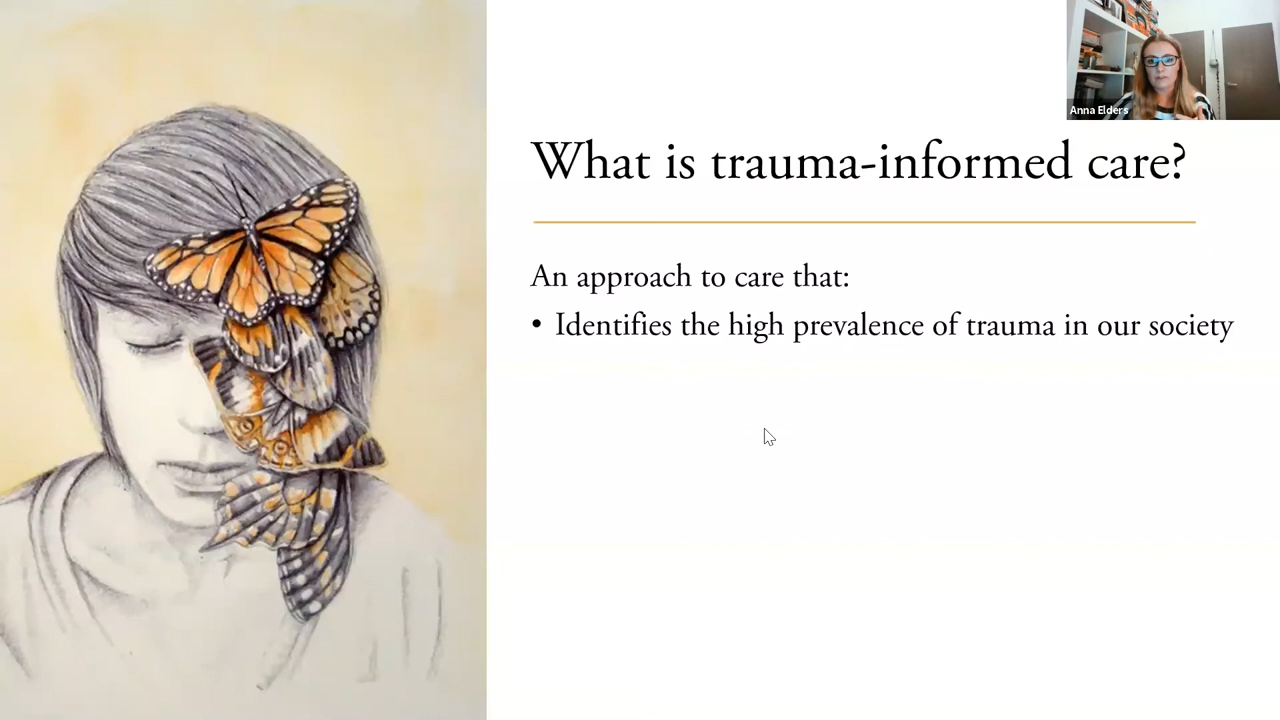 Anna Elders
What is trauma-informed care?
An approach to care that:
• Identifies the high prevalence of trauma in our society